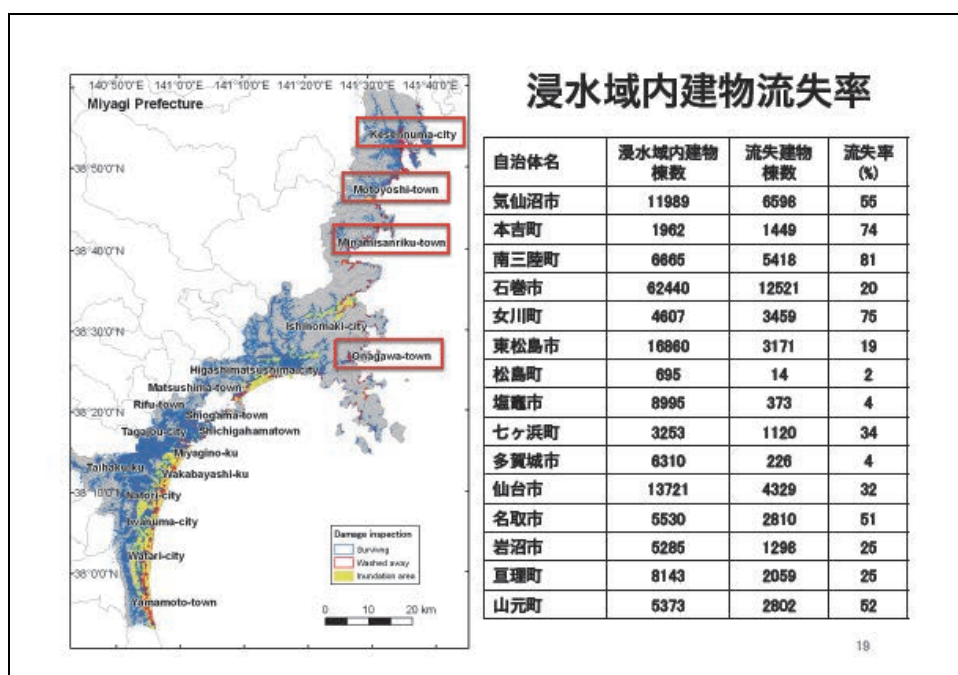 140°50'0"E 141°0'0"E 141°10'0"E 141°20'0"E 141°30'0"E 141°40'0"E
Miyagi Prefecture
Kesennuma-city
38°50'0"N
Motoyoshi-town
Minamisanriku-town
38°40'0"N
38°30'0"N
Ishinomaki-city
Onagawa-town
Higashimatsushima-city
Matsushima-town
Rifu-town
38°20'0"N
Shiogama-town
Tagajou-city
Shichigahamatown
Miyagino-ku
Taihaku-ku
Wakabayashi-ku
38°10'0"N
Natori-city
Iwanuma-city
Watari-city
38°0'0"N
Yamamoto-town
Damage inspection
Surviving
Washed away
Inundation area
0 10 20 km
浸水域内建物流失率
自治体名 浸水域内建物棟数 流失建物棟数 流失率(%)
気仙沼市 11989 6596 55
本吉町 1962 1449 74
南三陸町 6665 5418 81
石巻市 62440 12521 20
女川町 4607 3459 75
東松島市 16860 3171 19
松島町 695 14 2
塩竈市 8995 373 4
七ヶ浜町 3253 1120 34
多賀城市 6310 226 4
仙台市 13721 4329 32
名取市 5530 2810 51
岩沼市 5285 1296 25
亘理町 8143 2059 25
山元町 5373 2802 52
19